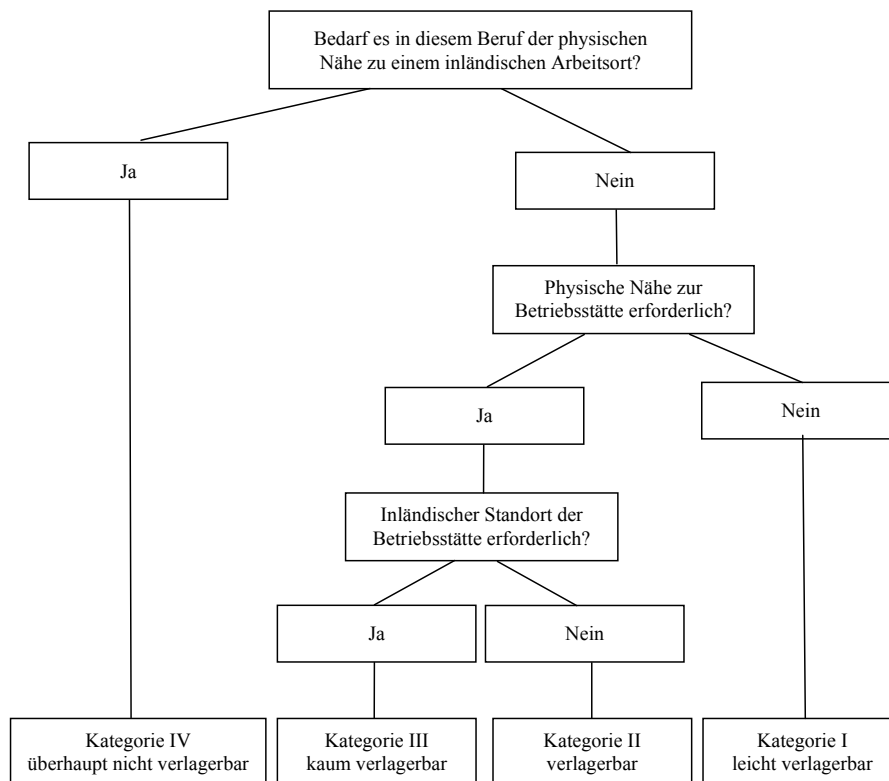 Bedarf es in diesem Beruf der physischen
Nähe zu einem inländischen Arbeitsort?
Ja
Nein
Physische Nähe zur
Betriebsstätte erforderlich?
Ja
Nein
Inländischer Standort der
Betriebsstätte erforderlich?
Ja
Nein
Kategorie IV
überhaupt nicht verlagerbar
Kategorie III
kaum verlagerbar
Kategorie II
verlagerbar
Kategorie I
leicht verlagerbar